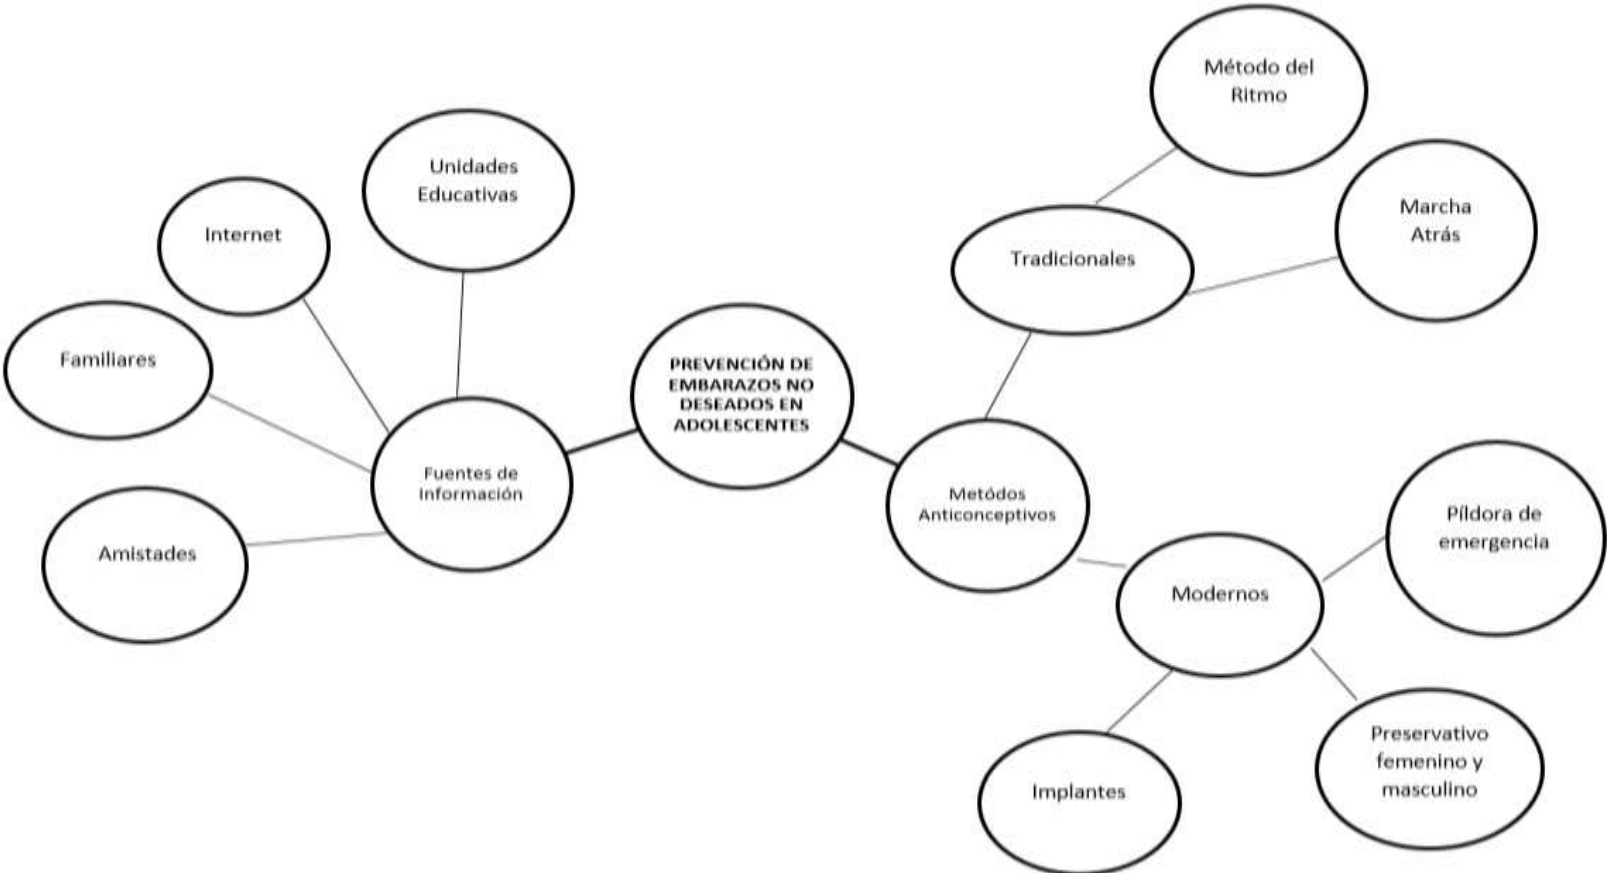 Método del
Ritmo
Marcha
Atrás
Tradicionales
Unidades
Educativas
Internet
Familiares
Amistades
Fuentes de
Información
PREVENCIÓN DE
EMBARAZOS NO
DESEADOS EN
ADOLESCENTES
Metódos
Anticonceptivos
Modernos
Píldora de
emergencia
Preservativo
femenino y
masculino
Implantes